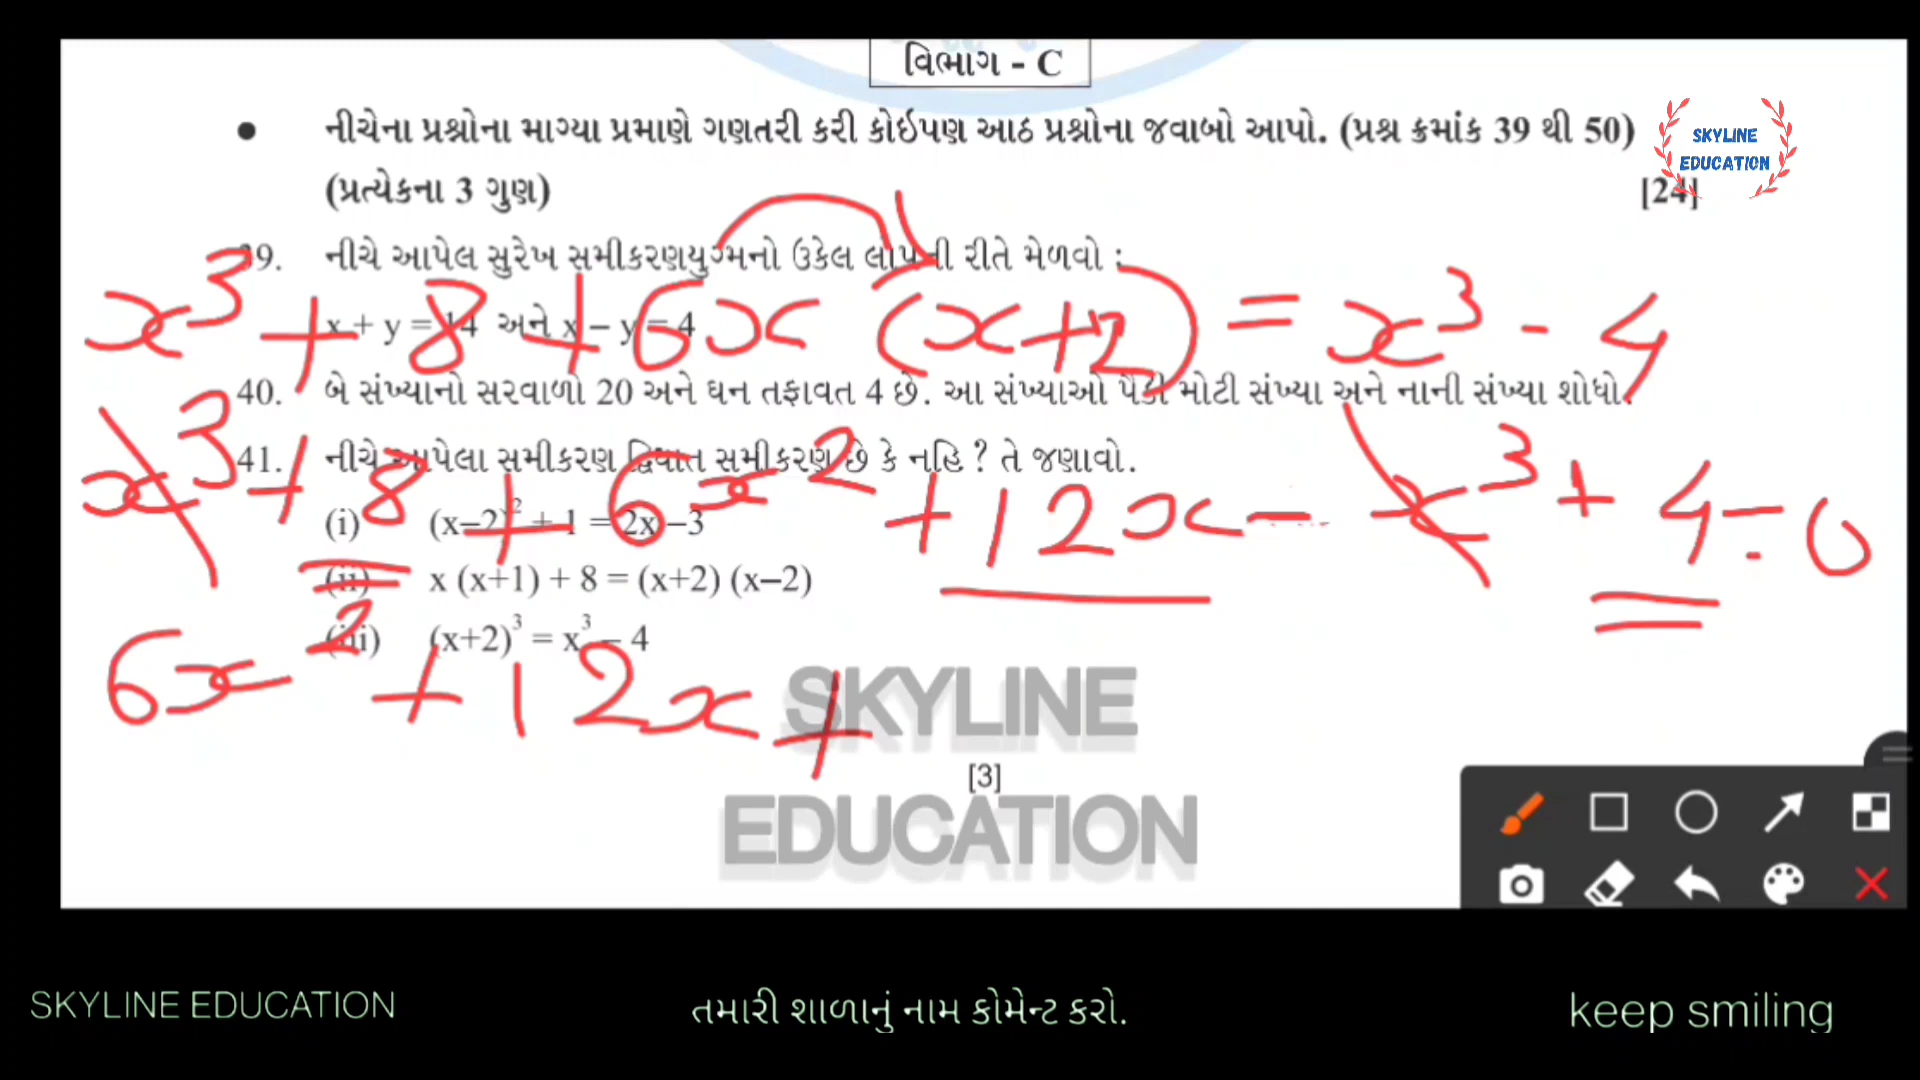 વિભાગ - C
● નીચેના પ્રશ્નોના માગ્યા પ્રમાણે ગણતરી કરી કોઇપણ આઠ પ્રશ્નોના જવાબો આપો. (પ્રશ્ન ક્રમાંક 39 થી 50)
(પ્રત્યેકના 3 ગુણ) [24]
SKYLINE
EDUCATION
39. નીચે આપેલ સુરેખ સમીકરણયુગ્મનો ઉકેલ લોપની રીતે મેળવો :
x³ + 8 + 6x (x+2) = x³ - 4
x + y = 14 અને x – y = 4
40. બે સંખ્યાનો સરવાળો 20 અને ઘન તફાવત 4 છે. આ સંખ્યાઓ પૈકી મોટી સંખ્યા અને નાની સંખ્યા શોધો.
41. નીચે આપેલા સમીકરણ દ્વિઘાત સમીકરણ છે કે નહિ ? તે જણાવો.
x³ + 8 + 6x² + 12x - x³ + 4 = 0
(i) (x–2)² + 1 = 2x –3
(ii) x (x+1) + 8 = (x+2) (x–2)
(iii) (x+2)³ = x³ – 4
6x² + 12x +
SKYLINE
[3]
EDUCATION
SKYLINE EDUCATION
તમારી શાળાનું નામ કોમેન્ટ કરો.
keep smiling